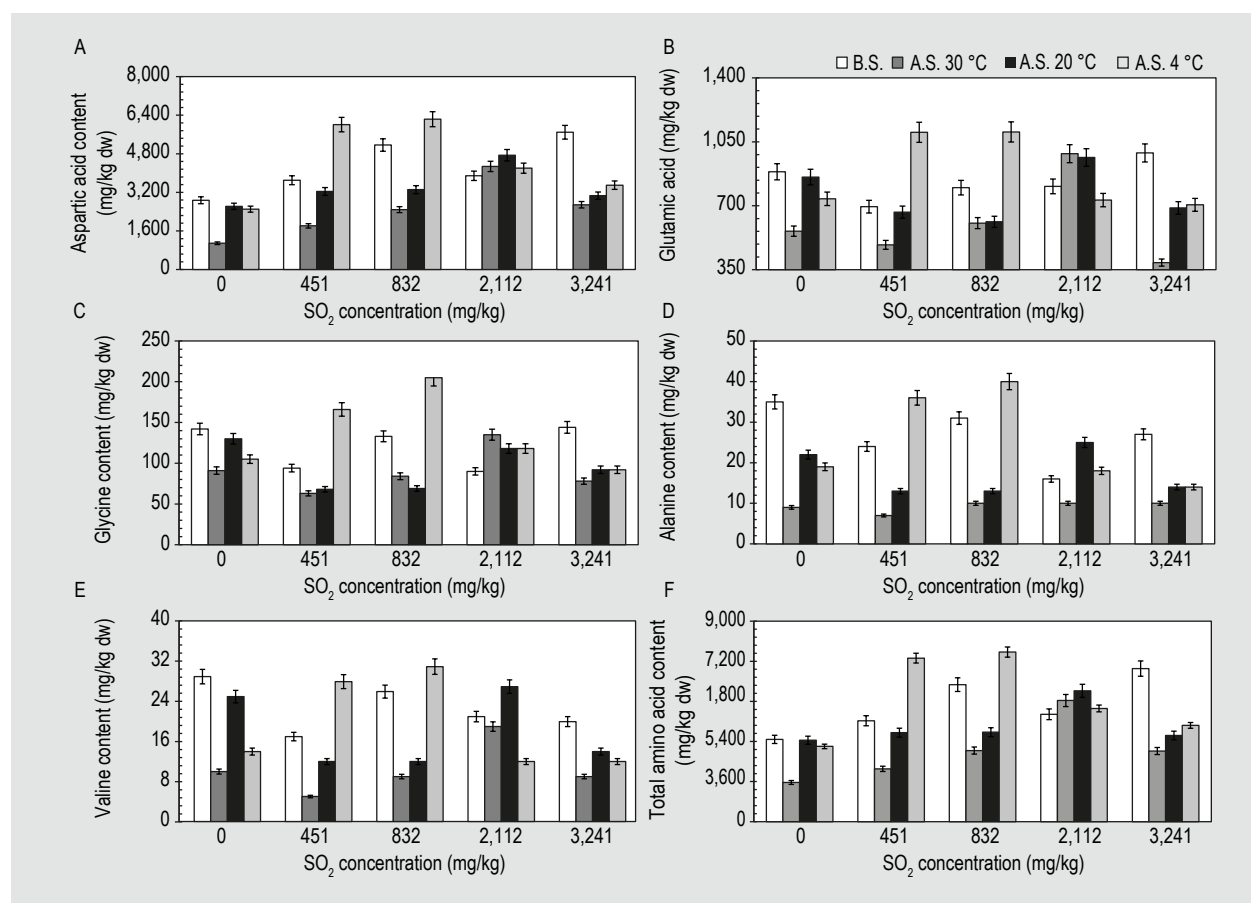 A
Aspartic acid content
(mg/kg dw)
8,000
6,400
4,800
3,200
1,600
0
0 451 832 2,112 3,241
SO2 concentration (mg/kg)
B
B.S. A.S. 30 °C A.S. 20 °C A.S. 4 °C
Glutamic acid (mg/kg dw)
1,400
1,050
700
350
0 451 832 2,112 3,241
SO2 concentration (mg/kg)
C
Glycine content (mg/kg dw)
250
200
150
100
50
0
0 451 832 2,112 3,241
SO2 concentration (mg/kg)
D
Alanine content (mg/kg dw)
50
40
30
20
10
0
0 451 832 2,112 3,241
SO2 concentration (mg/kg)
E
Valine content (mg/kg dw)
40
32
24
16
8
0
0 451 832 2,112 3,241
SO2 concentration (mg/kg)
F
Total amino acid content
(mg/kg dw)
9,000
7,200
1,800
5,400
3,600
0
0 451 832 2,112 3,241
SO2 concentration (mg/kg)